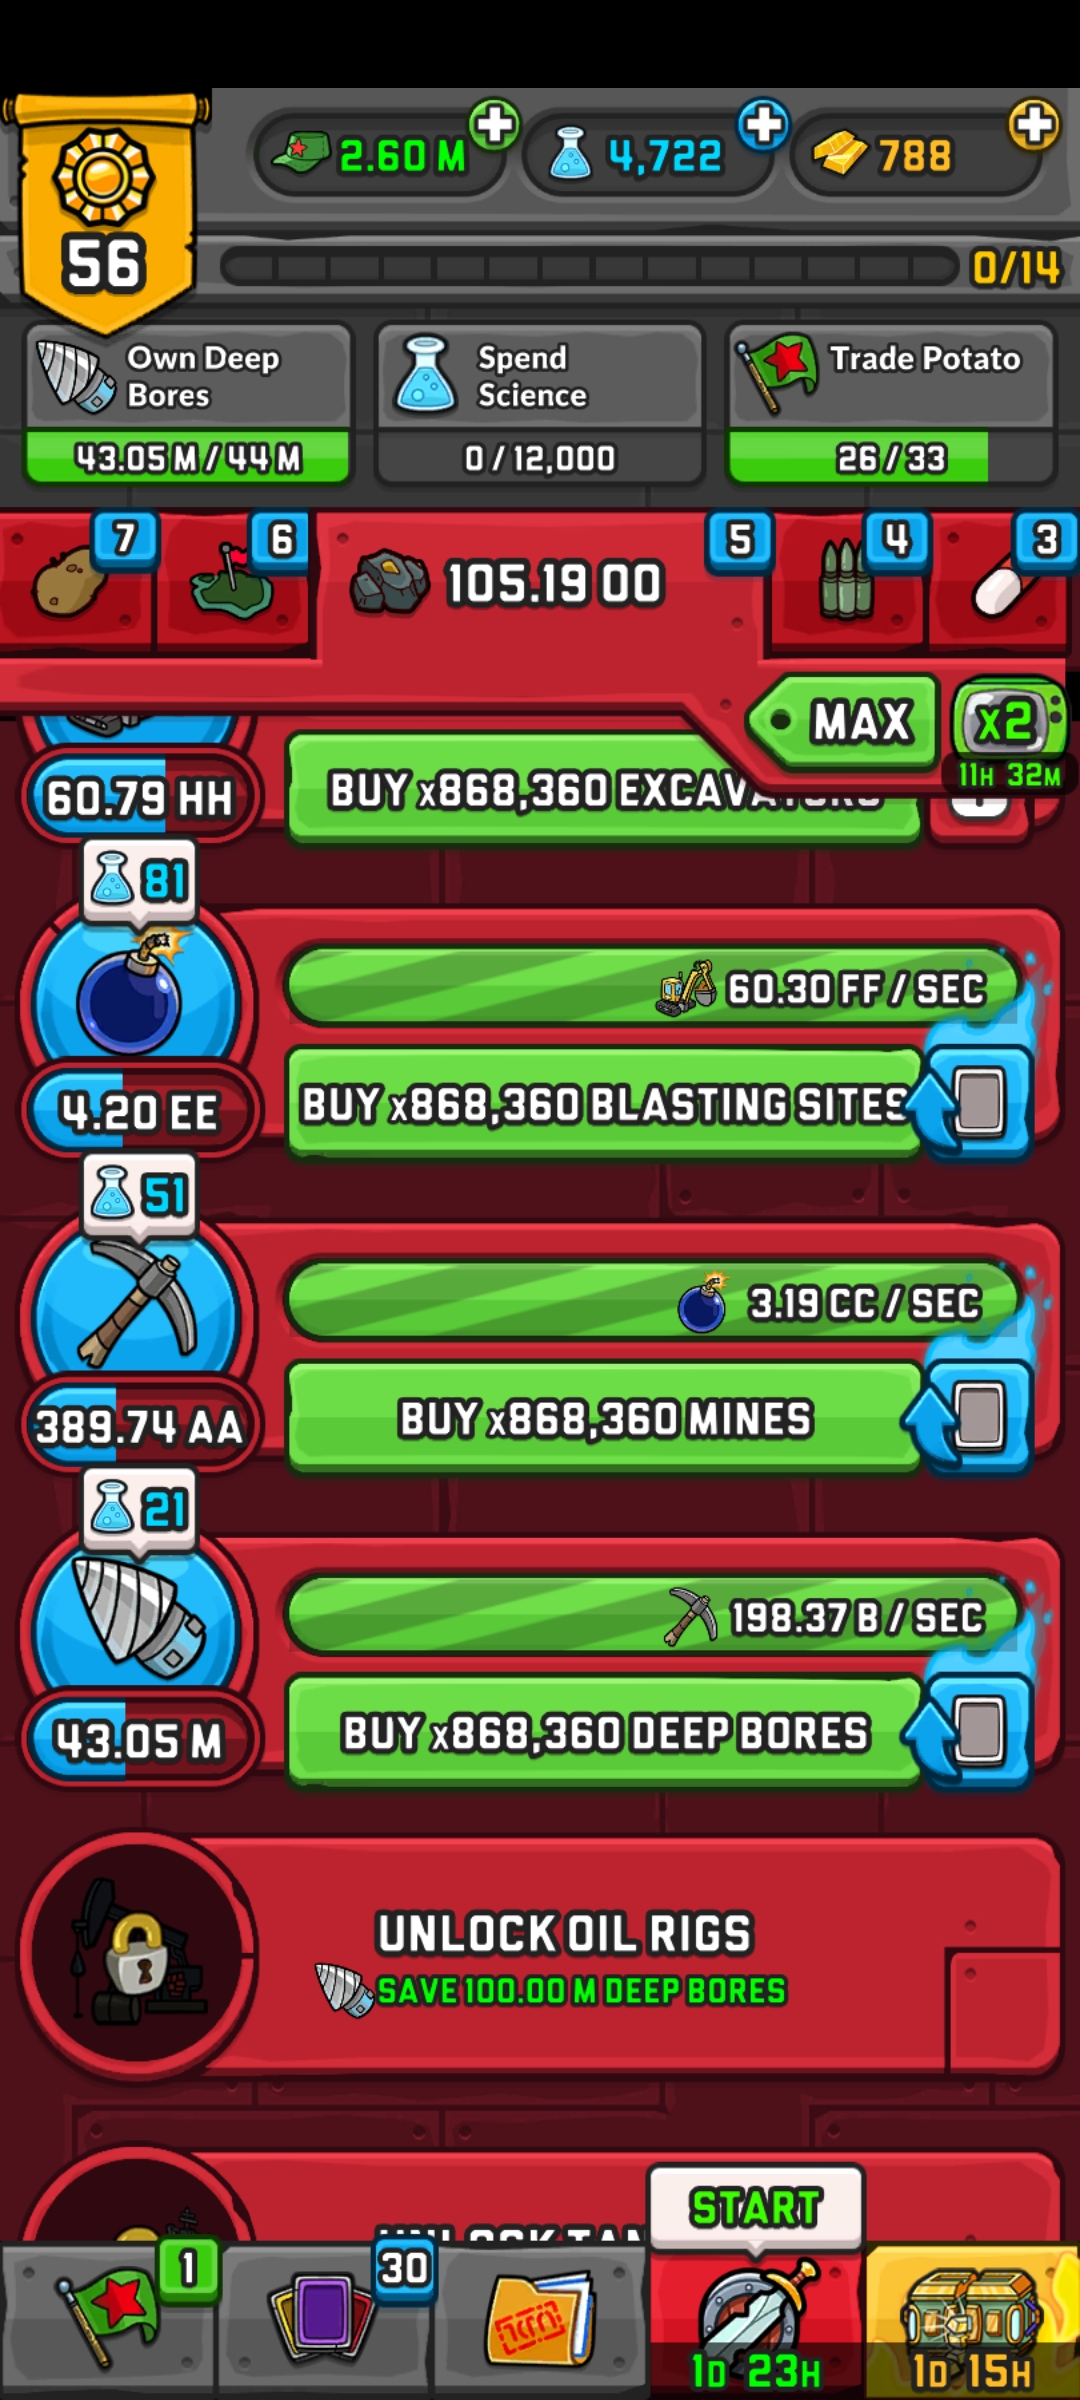 2.60 M
4,722
788
56
0/14
Own Deep
Bores
43.05 M / 44 M
Spend
Science
0 / 12,000
Trade Potato
26 / 33
7
6
105.19 OO
5
4
3
MAX
x2
11H 32M
60.79 HH
BUY x868,360 EXCAVATORS
81
60.30 FF / SEC
4.20 EE
BUY x868,360 BLASTING SITES
51
3.19 CC / SEC
389.74 AA
BUY x868,360 MINES
21
198.37 B / SEC
43.05 M
BUY x868,360 DEEP BORES
UNLOCK OIL RIGS
SAVE 100.00 M DEEP BORES
START
1
30
1D 23H
1D 15H